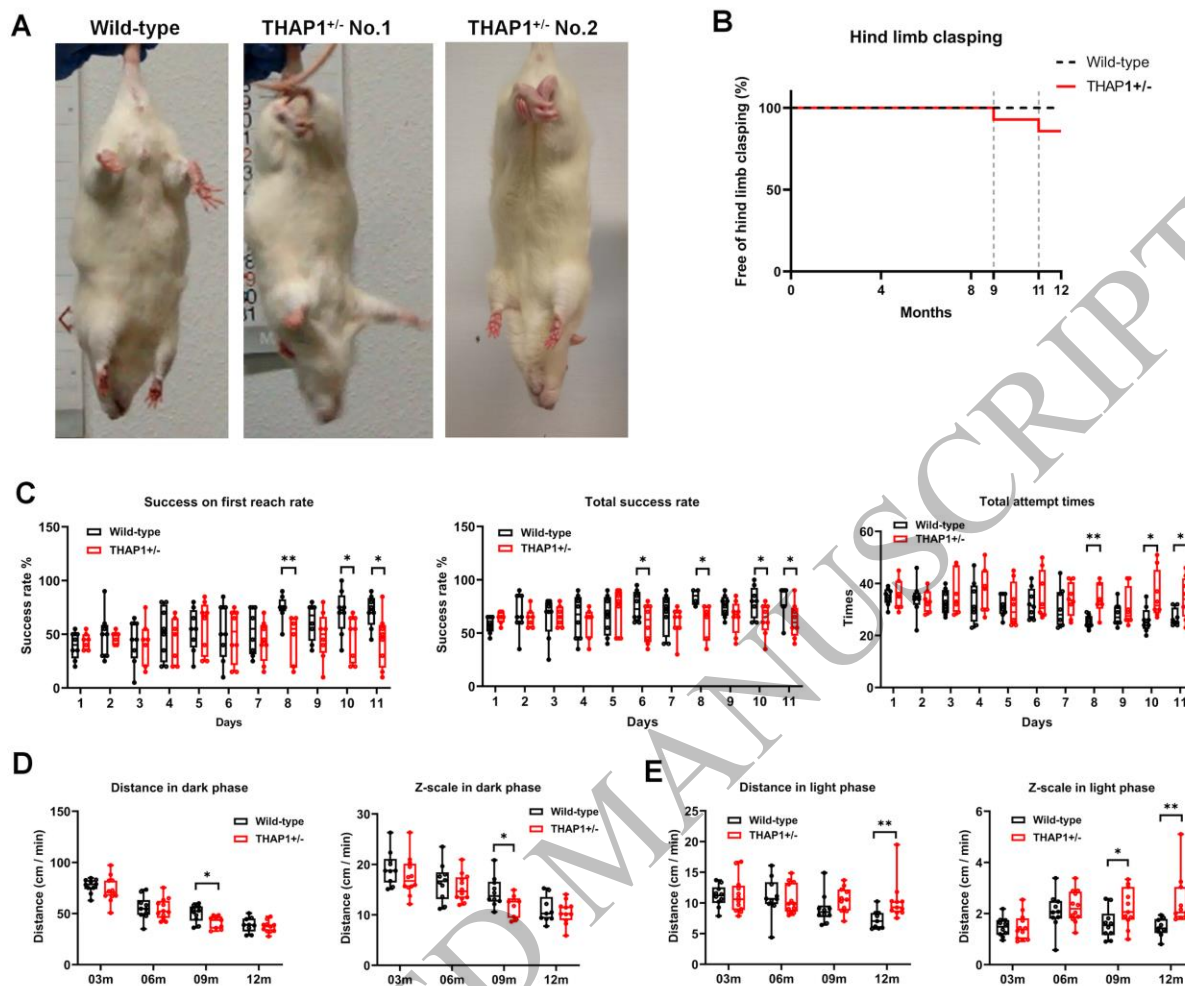 A
Wild-type
THAP1+/- No.1
THAP1+/- No.2
B
Hind limb clasping
Wild-type
THAP1+/-
Free of hind limb clasping (%)
100
50
0
0 4 8 9 11 12
Months
C
Success on first reach rate
Wild-type
THAP1+/-
** * *
Success rate %
150
100
50
0
1 2 3 4 5 6 7 8 9 10 11
Days
Total success rate
Wild-type
THAP1+/-
* * * *
Success rate %
150
100
50
0
1 2 3 4 5 6 7 8 9 10 11
Days
Total attempt times
Wild-type
THAP1+/-
** * *
Times
60
40
20
0
1 2 3 4 5 6 7 8 9 10 11
Days
D
Distance in dark phase
Wild-type
THAP1+/-
*
Distance (cm / min)
150
100
50
0
03m 06m 09m 12m
Z-scale in dark phase
Wild-type
THAP1+/-
*
Distance (cm / min)
30
20
10
0
03m 06m 09m 12m
E
Distance in light phase
Wild-type
THAP1+/-
**
Distance (cm / min)
25
20
15
10
5
0
03m 06m 09m 12m
Z-scale in light phase
Wild-type
THAP1+/-
* **
Distance (cm / min)
6
4
2
0
03m 06m 09m 12m
D MANUSCRIPT